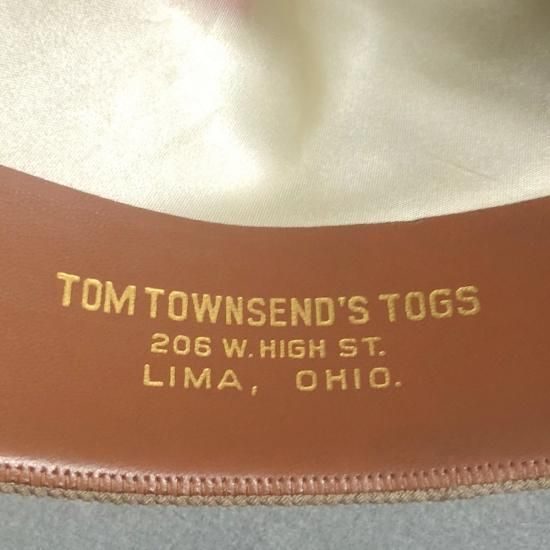 TOM TOWNSEND'S TOGS
206 W. HIGH ST.
LIMA, OHIO.